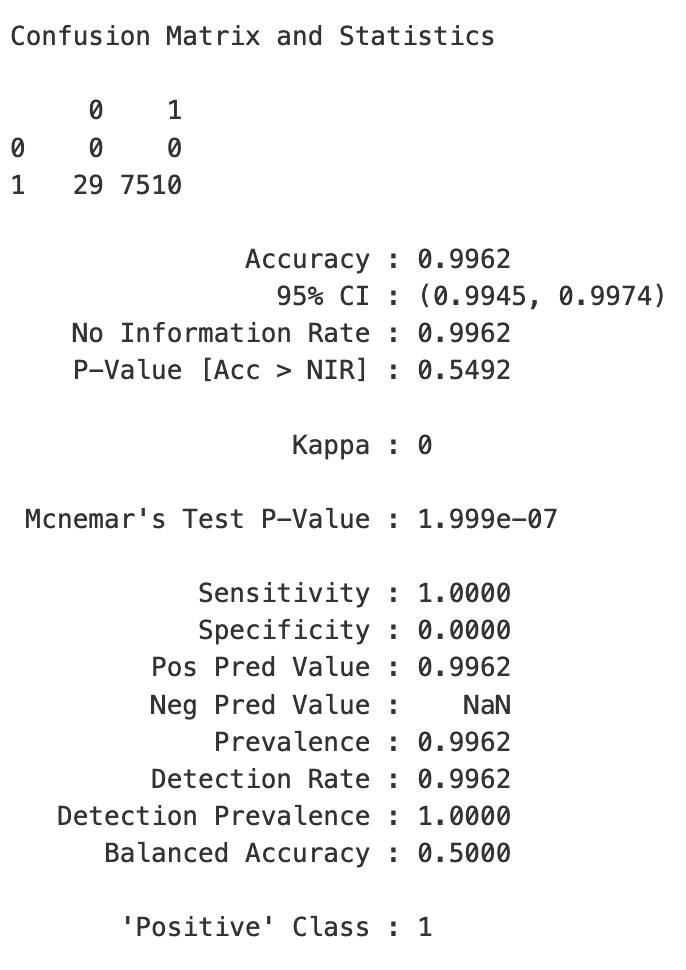 Confusion Matrix and Statistics
0 1
0 0 0
1 29 7510
Accuracy : 0.9962
95% CI : (0.9945, 0.9974)
No Information Rate : 0.9962
P-Value [Acc > NIR] : 0.5492
Kappa : 0
Mcnemar's Test P-Value : 1.999e-07
Sensitivity : 1.0000
Specificity : 0.0000
Pos Pred Value : 0.9962
Neg Pred Value : NaN
Prevalence : 0.9962
Detection Rate : 0.9962
Detection Prevalence : 1.0000
Balanced Accuracy : 0.5000
'Positive' Class : 1